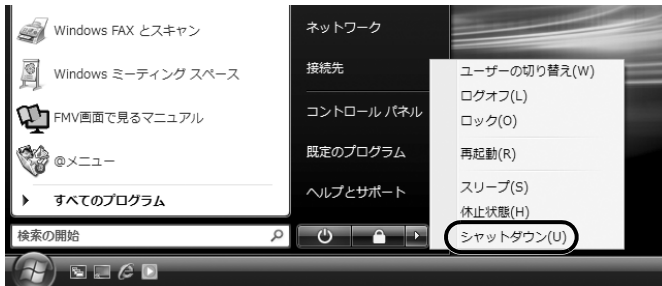 Windows FAX とスキャン
Windows ミーティング スペース
FMV画面で見るマニュアル
@メニュー
すべてのプログラム
検索の開始
ネットワーク
接続先
コントロール パネル
既定のプログラム
ヘルプとサポート
ユーザーの切り替え(W)
ログオフ(L)
ロック(O)
再起動(R)
スリープ(S)
休止状態(H)
シャットダウン(U)